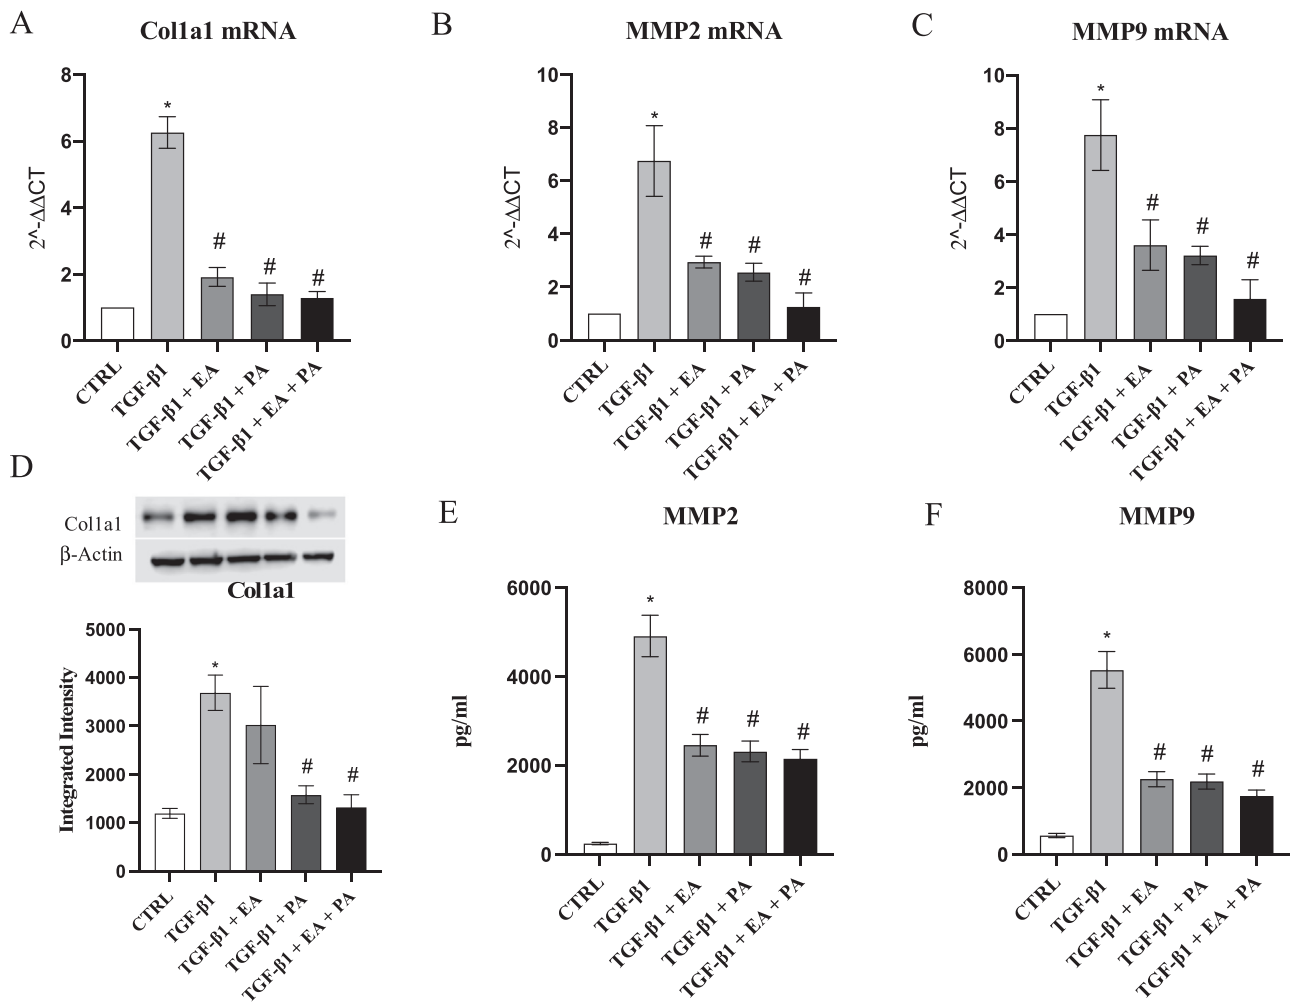 A
Col1a1 mRNA
2^-ΔΔCT
8
6
4
2
0
*
#
#
#
CTRL
TGF-β1
TGF-β1 + EA
TGF-β1 + PA
TGF-β1 + EA + PA
B
MMP2 mRNA
2^-ΔΔCT
10
8
6
4
2
0
*
#
#
#
CTRL
TGF-β1
TGF-β1 + EA
TGF-β1 + PA
TGF-β1 + EA + PA
C
MMP9 mRNA
2^-ΔΔCT
10
8
6
4
2
0
*
#
#
#
CTRL
TGF-β1
TGF-β1 + EA
TGF-β1 + PA
TGF-β1 + EA + PA
D
Col1a1
β-Actin
Col1a1
Integrated Intensity
5000
4000
3000
2000
1000
0
*
#
#
CTRL
TGF-β1
TGF-β1 + EA
TGF-β1 + PA
TGF-β1 + EA + PA
E
MMP2
pg/ml
6000
4000
2000
0
*
#
#
#
CTRL
TGF-β1
TGF-β1 + EA
TGF-β1 + PA
TGF-β1 + EA + PA
F
MMP9
pg/ml
8000
6000
4000
2000
0
*
#
#
#
CTRL
TGF-β1
TGF-β1 + EA
TGF-β1 + PA
TGF-β1 + EA + PA